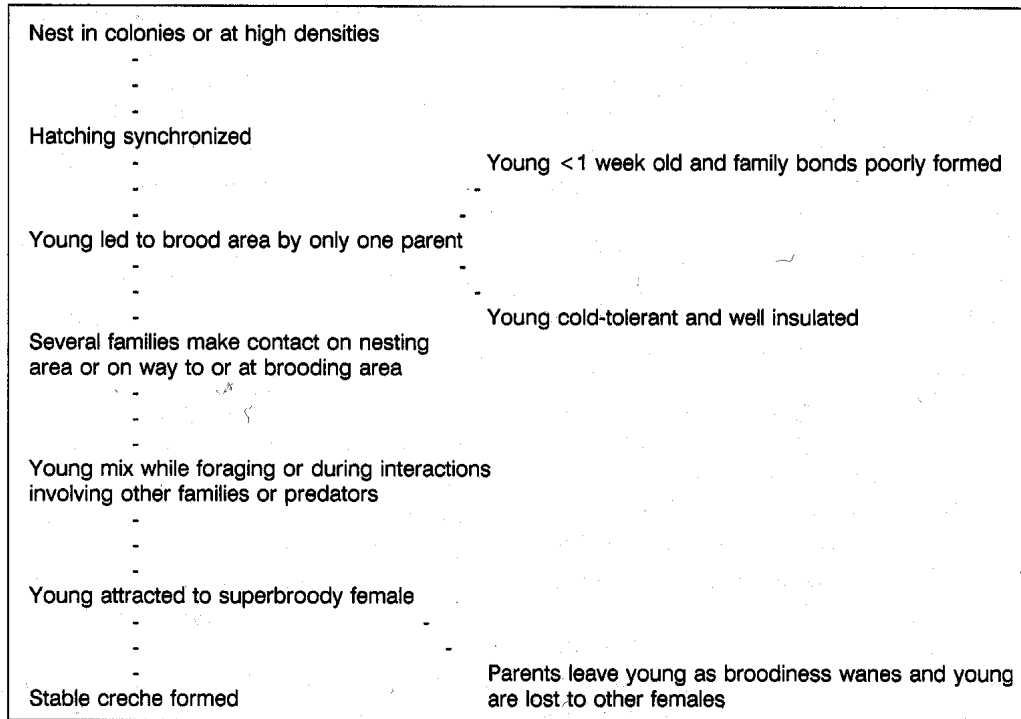 Nest in colonies or at high densities
Hatching synchronized
Young <1 week old and family bonds poorly formed
Young led to brood area by only one parent
Young cold-tolerant and well insulated
Several families make contact on nesting
area or on way to or at brooding area
Young mix while foraging or during interactions
involving other families or predators
Young attracted to superbroody female
Parents leave young as broodiness wanes and young
are lost to other females
Stable creche formed